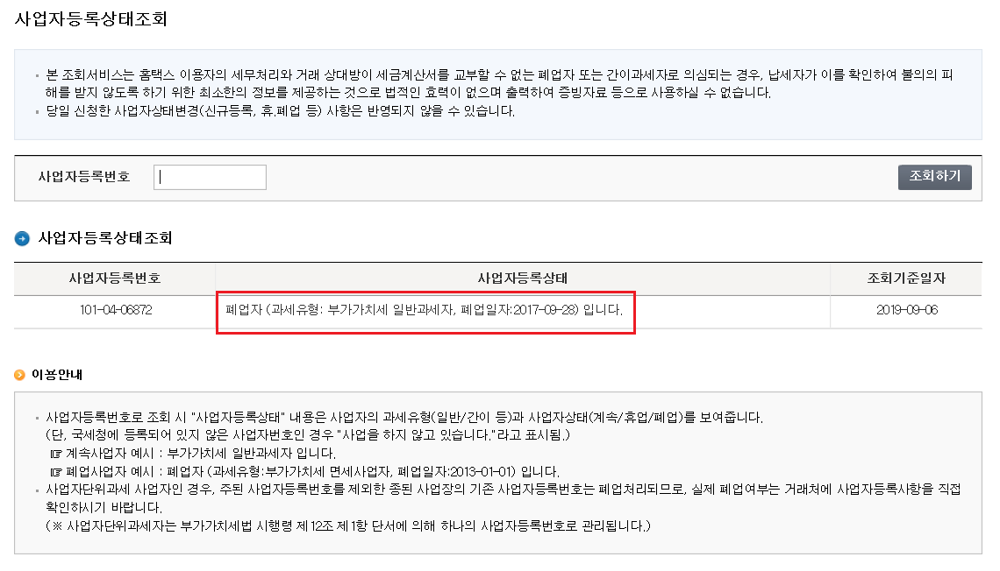 사업자등록상태조회
본 조회서비스는 홈택스 이용자의 세무처리와 거래 상대방이 세금계산서를 교부할 수 없는 폐업자 또는 간이과세자로 의심되는 경우, 납세자가 이를 확인하여 불의의 피
해를 받지 않도록 하기 위한 최소한의 정보를 제공하는 것으로 법적인 효력이 없으며 출력하여 증빙자료 등으로 사용하실 수 없습니다.
당일 신청한 사업자상태변경(신규등록, 휴.폐업 등) 사항은 반영되지 않을 수 있습니다.
사업자등록번호 조회하기
사업자등록상태조회
사업자등록번호 사업자등록상태 조회기준일자
101-04-06872 폐업자 (과세유형: 부가가치세 일반과세자, 폐업일자:2017-09-28) 입니다. 2019-09-06
이용안내
사업자등록번호로 조회 시 "사업자등록상태" 내용은 사업자의 과세유형(일반/간이 등)과 사업자상태(계속/휴업/폐업)를 보여줍니다.
(단, 국세청에 등록되어 있지 않은 사업자번호인 경우 "사업을 하지 않고 있습니다."라고 표시됨.)
☞ 계속사업자 예시 : 부가가치세 일반과세자 입니다.
☞ 폐업사업자 예시 : 폐업자 (과세유형:부가가치세 면세사업자, 폐업일자:2013-01-01) 입니다.
사업자단위과세 사업자인 경우, 주된 사업자등록번호를 제외한 종된 사업장의 기존 사업자등록번호는 폐업처리되므로, 실제 폐업여부는 거래처에 사업자등록사항을 직접
확인하시기 바랍니다.
(※ 사업자단위과세자는 부가가치세법 시행령 제12조 제1항 단서에 의해 하나의 사업자등록번호로 관리됩니다.)